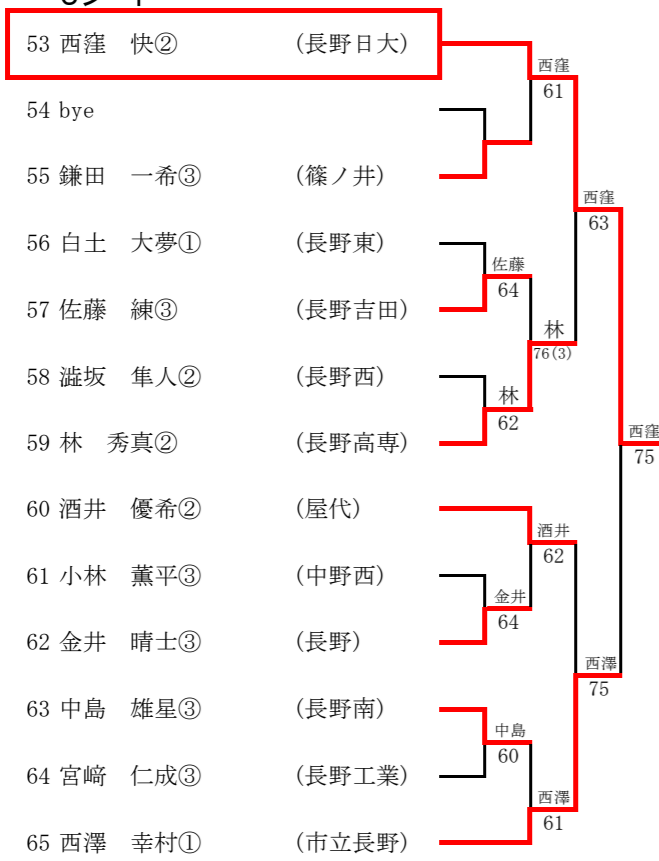 53 西窪　快② (長野日大)
西窪
61
54 bye
55 鎌田　一希③ (篠ノ井)
西窪
63
56 白土　大夢① (長野東)
佐藤
64
57 佐藤　練③ (長野吉田)
林
76(3)
58 澁坂　隼人② (長野西)
林
62
59 林　秀真② (長野高専)
西窪
75
60 酒井　優希② (屋代)
酒井
62
61 小林　薫平③ (中野西)
金井
64
62 金井　晴士③ (長野)
西澤
75
63 中島　雄星③ (長野南)
中島
60
64 宮﨑　仁成③ (長野工業)
西澤
61
65 西澤　幸村① (市立長野)